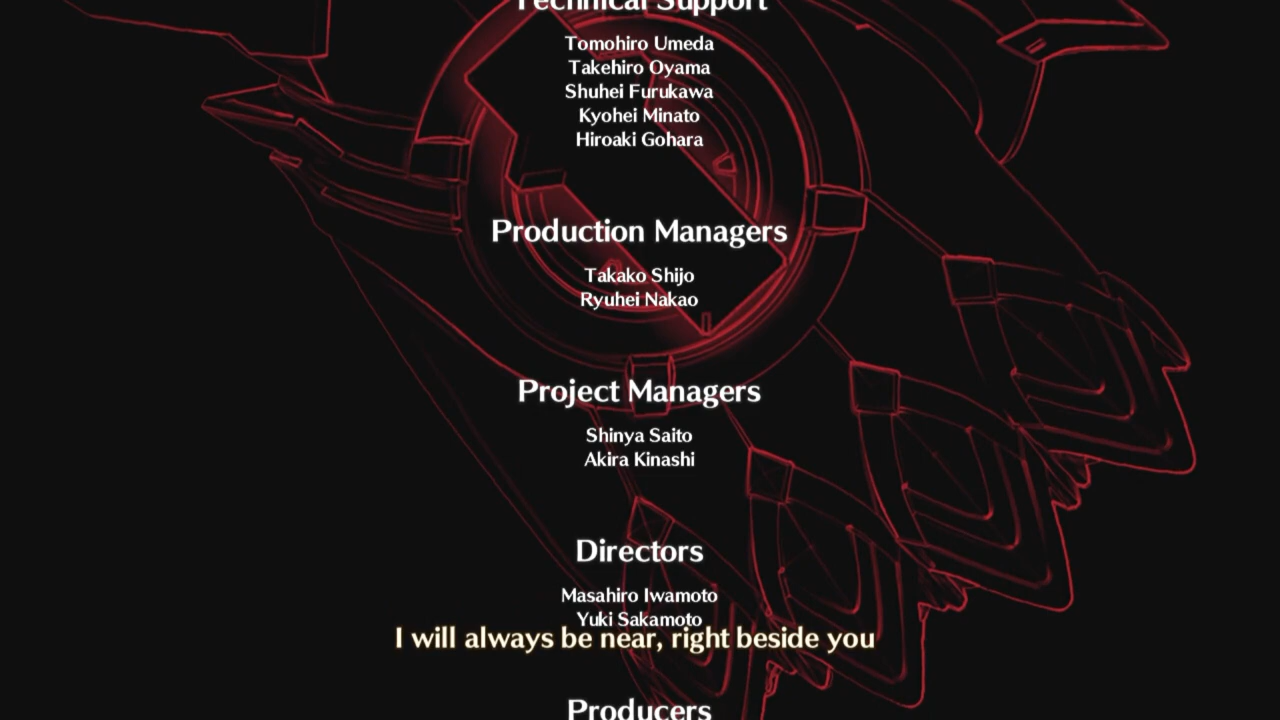 Technical Support
Tomohiro Umeda
Takehiro Oyama
Shuhei Furukawa
Kyohei Minato
Hiroaki Gohara
Production Managers
Takako Shijo
Ryuhei Nakao
Project Managers
Shinya Saito
Akira Kinashi
Directors
Masahiro Iwamoto
Yuki Sakamoto
I will always be near, right beside you
Producers